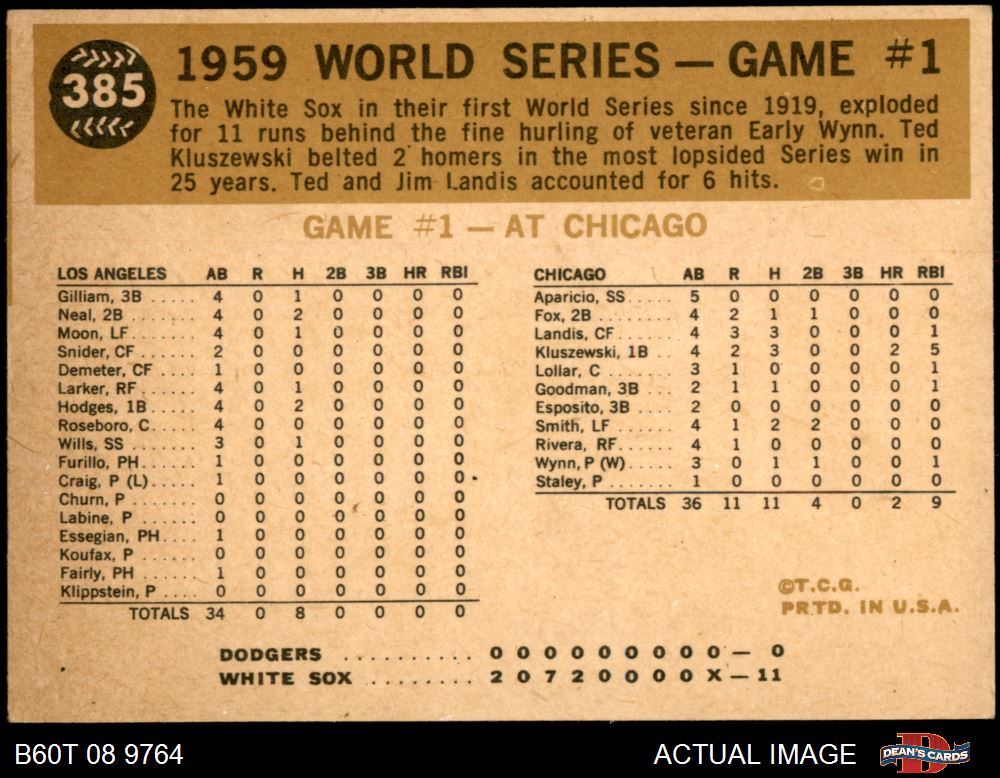 385
1959 WORLD SERIES — GAME #1
The White Sox in their first World Series since 1919, exploded
for 11 runs behind the fine hurling of veteran Early Wynn. Ted
Kluszewski belted 2 homers in the most lopsided Series win in
25 years. Ted and Jim Landis accounted for 6 hits.
GAME #1 — AT CHICAGO
LOS ANGELES AB R H 2B 3B HR RBI
Gilliam, 3B ..... 4 0 1 0 0 0 0
Neal, 2B ....... 4 0 2 0 0 0 0
Moon, LF ...... 4 0 1 0 0 0 0
Snider, CF ...... 2 0 0 0 0 0 0
Demeter, CF .... 1 0 0 0 0 0 0
Larker, RF ...... 4 0 1 0 0 0 0
Hodges, 1B ..... 4 0 2 0 0 0 0
Roseboro, C..... 4 0 0 0 0 0 0
Wills, SS ....... 3 0 1 0 0 0 0
Furillo, PH...... 1 0 0 0 0 0 0
Craig, P (L)..... 1 0 0 0 0 0 0
Churn, P ....... 0 0 0 0 0 0 0
Labine, P ...... 0 0 0 0 0 0 0
Essegian, PH.... 1 0 0 0 0 0 0
Koufax, P ...... 0 0 0 0 0 0 0
Fairly, PH ...... 1 0 0 0 0 0 0
Klippstein, P .... 0 0 0 0 0 0 0
TOTALS 34 0 8 0 0 0 0
CHICAGO AB R H 2B 3B HR RBI
Aparicio, SS..... 5 0 0 0 0 0 0
Fox, 2B ........ 4 2 1 1 0 0 0
Landis, CF ...... 4 3 3 0 0 0 1
Kluszewski, 1B .. 4 2 3 0 0 2 5
Lollar, C ....... 3 1 0 0 0 0 1
Goodman, 3B ... 2 1 1 0 0 0 1
Esposito, 3B .... 2 0 0 0 0 0 0
Smith, LF ...... 4 1 2 2 0 0 0
Rivera, RF...... 4 1 0 0 0 0 0
Wynn, P (W)..... 3 0 1 1 0 0 1
Staley, P ....... 1 0 0 0 0 0 0
TOTALS 36 11 11 4 0 2 9
©T.C.G.
PRTD. IN U.S.A.
DODGERS .......... 0 0 0 0 0 0 0 0 0 — 0
WHITE SOX ........ 2 0 7 2 0 0 0 0 X — 11
B60T 08 9764
ACTUAL IMAGE
DEAN'S CARDS